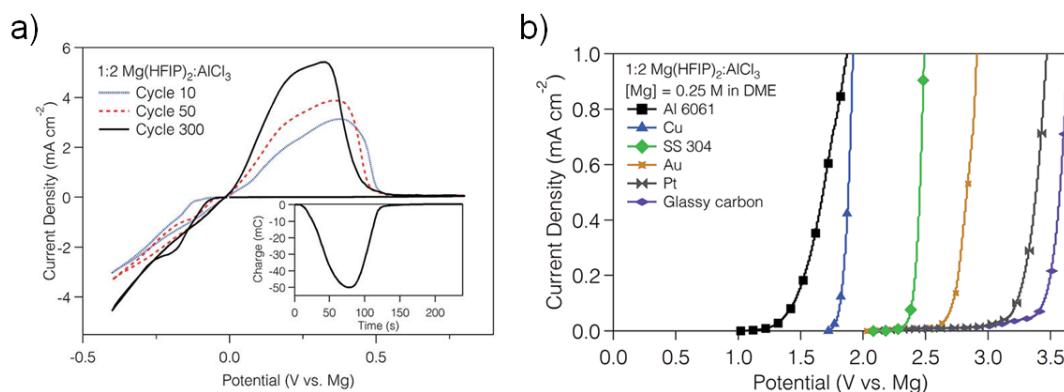 a)
1:2 Mg(HFIP)₂:AlCl₃
Cycle 10
Cycle 50
Cycle 300
Current Density (mA cm⁻²)
6
4
2
0
-2
-4
-0.5
0.0
0.5
Potential (V vs. Mg)
Charge (mC)
0
-10
-20
-30
-40
-50
0
50
100
150
200
Time (s)
b)
1:2 Mg(HFIP)₂:AlCl₃
[Mg] = 0.25 M in DME
Al 6061
Cu
SS 304
Au
Pt
Glassy carbon
Current Density (mA cm⁻²)
1.0
0.8
0.6
0.4
0.2
0.0
0.0
0.5
1.0
1.5
2.0
2.5
3.0
3.5
Potential (V vs. Mg)